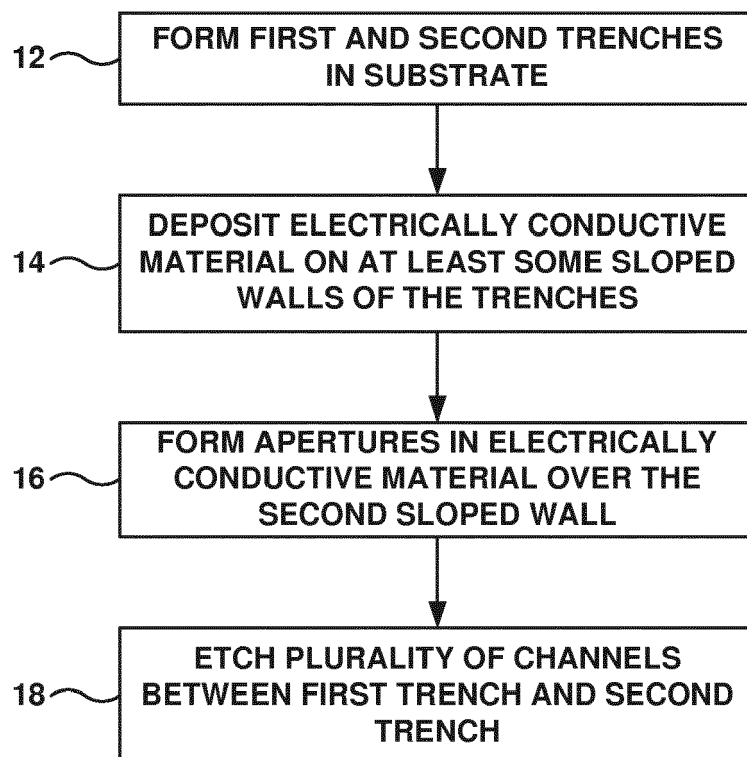 12
FORM FIRST AND SECOND TRENCHES
IN SUBSTRATE
14
DEPOSIT ELECTRICALLY CONDUCTIVE
MATERIAL ON AT LEAST SOME SLOPED
WALLS OF THE TRENCHES
16
FORM APERTURES IN ELECTRICALLY
CONDUCTIVE MATERIAL OVER THE
SECOND SLOPED WALL
18
ETCH PLURALITY OF CHANNELS
BETWEEN FIRST TRENCH AND SECOND
TRENCH